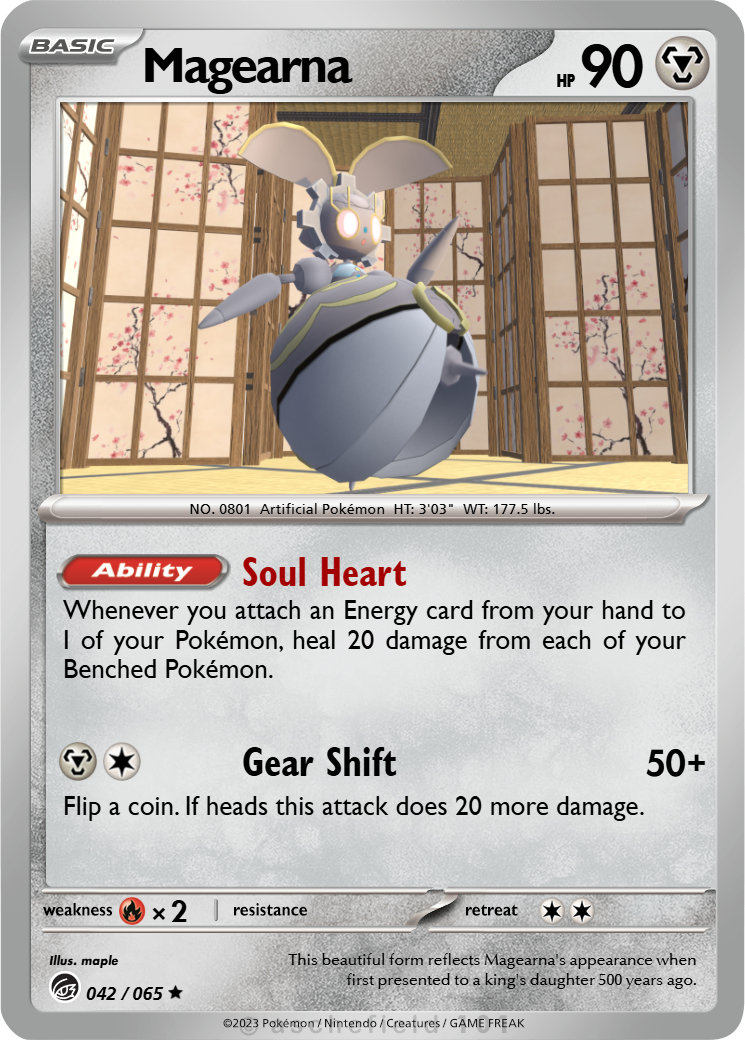 BASIC
Magearna
HP 90
NO. 0801 Artificial Pokémon HT: 3'03" WT: 177.5 lbs.
Ability
Soul Heart
Whenever you attach an Energy card from your hand to
1 of your Pokémon, heal 20 damage from each of your
Benched Pokémon.
Gear Shift 50+
Flip a coin. If heads this attack does 20 more damage.
weakness × 2 resistance retreat
Illus. maple
This beautiful form reflects Magearna's appearance when
first presented to a king's daughter 500 years ago.
042 / 065
©2023 Pokémon / Nintendo / Creatures / GAME FREAK